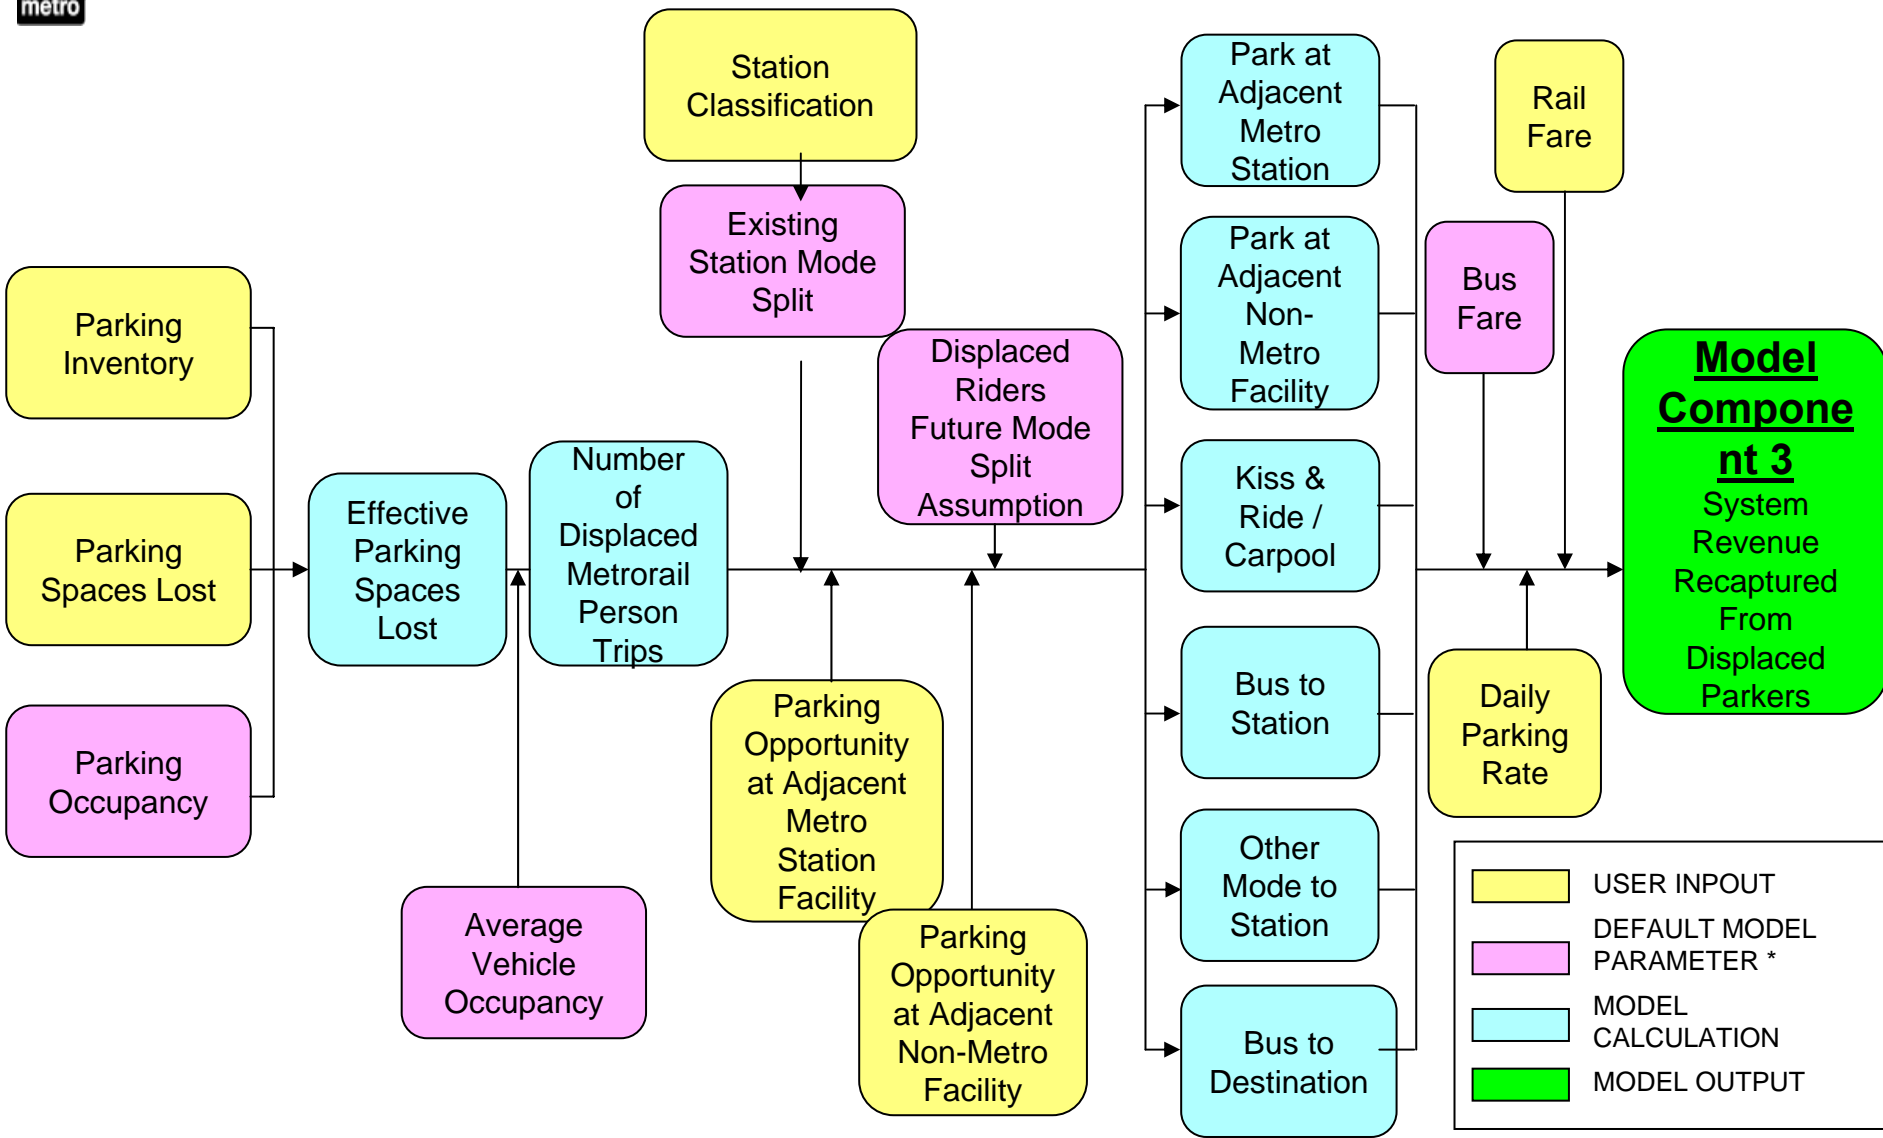 metro
Station
Classification
Existing
Station Mode
Split
Parking
Inventory
Parking
Spaces Lost
Parking
Occupancy
Effective
Parking
Spaces
Lost
Number
of
Displaced
Metrorail
Person
Trips
Average
Vehicle
Occupancy
Displaced
Riders
Future Mode
Split
Assumption
Parking
Opportunity
at Adjacent
Metro
Station
Facility
Parking
Opportunity
at Adjacent
Non-Metro
Facility
Park at
Adjacent
Metro
Station
Park at
Adjacent
Non-
Metro
Facility
Kiss &
Ride /
Carpool
Bus to
Station
Other
Mode to
Station
Bus to
Destination
Rail
Fare
Bus
Fare
Daily
Parking
Rate
Model
Compone
nt 3
System
Revenue
Recaptured
From
Displaced
Parkers
USER INPOUT
DEFAULT MODEL
PARAMETER *
MODEL
CALCULATION
MODEL OUTPUT